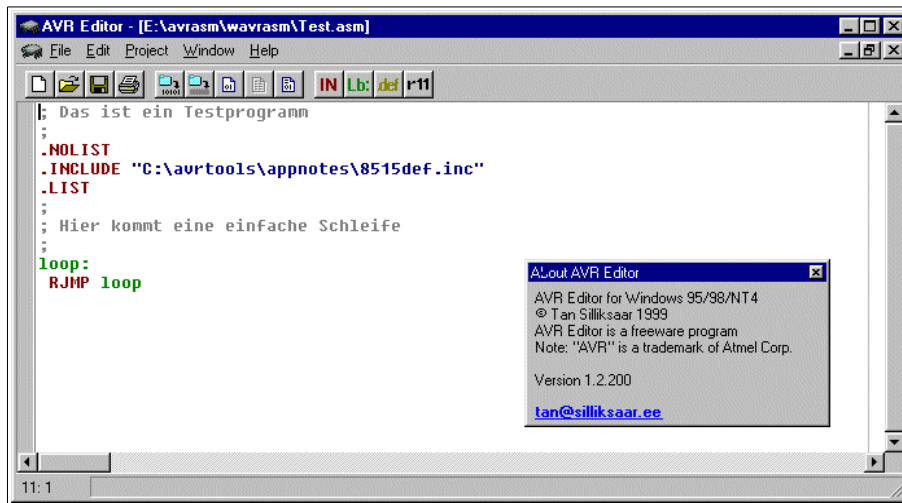 AVR Editor - [E:\avrasm\wavrasm\Test.asm]
File Edit Project Window Help
IN Lb: def r11
; Das ist ein Testprogramm
;
.NOLIST
.INCLUDE "C:\avrtools\appnotes\8515def.inc"
.LIST
;
; Hier kommt eine einfache Schleife
;
loop:
RJMP loop
About AVR Editor
AVR Editor for Windows 95/98/NT4
© Tan Silliksaar 1999
AVR Editor is a freeware program
Note: "AVR" is a trademark of Atmel Corp.
Version 1.2.200
tan@silliksaar.ee
11: 1